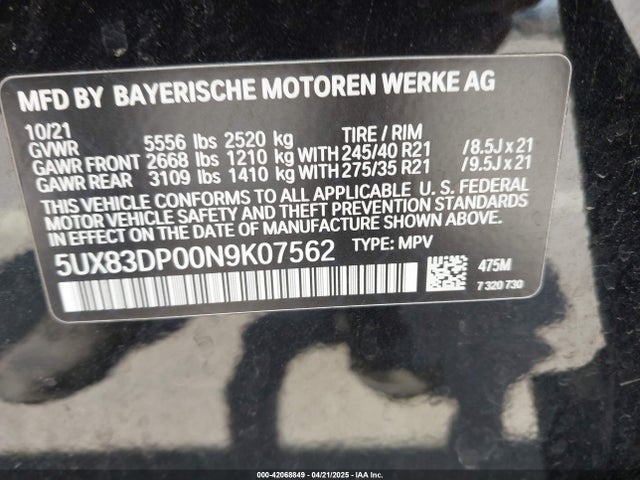 MFD BY BAYERISCHE MOTOREN WERKE AG
10/21
GVWR 5556 lbs 2520 kg TIRE / RIM
GAWR FRONT 2668 lbs 1210 kg WITH 245/40 R21 /8.5J x 21
GAWR REAR 3109 lbs 1410 kg WITH 275/35 R21 /9.5J x 21
THIS VEHICLE CONFORMS TO ALL APPLICABLE U. S. FEDERAL
MOTOR VEHICLE SAFETY AND THEFT PREVENTION STANDARDS
IN EFFECT ON THE DATE OF MANUFACTURE SHOWN ABOVE.
5UX83DP00N9K07562 TYPE: MPV
475M
7 320 730
000-42068849 - 04/21/2025 - IAA Inc.